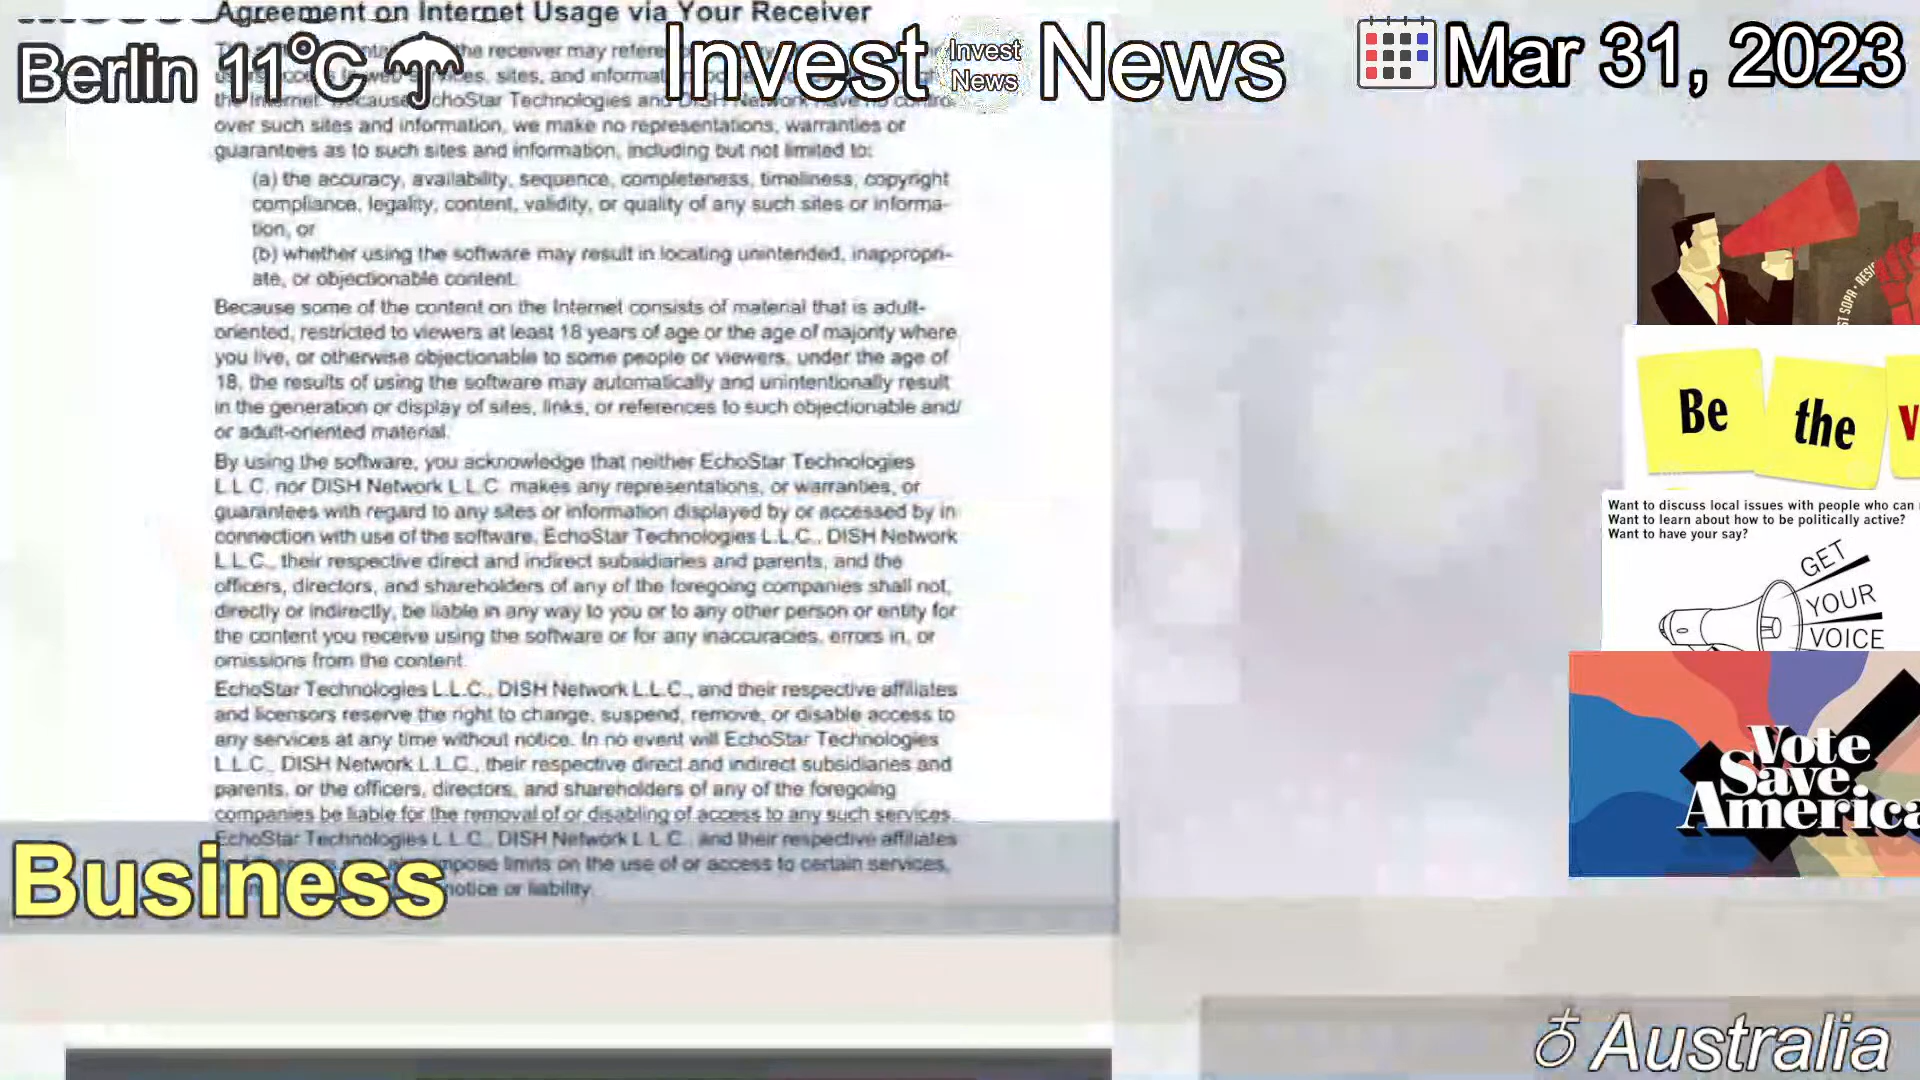 Agreement on Internet Usage via Your Receiver
Berlin 11°C
Invest
Invest
News
News
Mar 31, 2023
the receiver may
sites, and
the Internet. Because EchoStar Technologies and DISH Network have no control
over such sites and information, we make no representations, warranties or
guarantees as to such sites and information, including but not limited to:
(a) the accuracy, availability, sequence, completeness, timeliness, copyright
compliance, legality, content, validity, or quality of any such sites or informa-
tion, or
(b) whether using the software may result in locating unintended, inappropri-
ate, or objectionable content.
Because some of the content on the Internet consists of material that is adult-
oriented, restricted to viewers at least 18 years of age or the age of majority where
you live, or otherwise objectionable to some people or viewers, under the age of
18, the results of using the software may automatically and unintentionally result
in the generation or display of sites, links, or references to such objectionable and/
or adult-oriented material.
By using the software, you acknowledge that neither EchoStar Technologies
L.L.C. nor DISH Network L.L.C. makes any representations, or warranties, or
guarantees with regard to any sites or information displayed by or accessed by in
connection with use of the software. EchoStar Technologies L.L.C., DISH Network
L.L.C., their respective direct and indirect subsidiaries and parents, and the
officers, directors, and shareholders of any of the foregoing companies shall not,
directly or indirectly, be liable in any way to you or to any other person or entity for
the content you receive using the software or for any inaccuracies, errors in, or
omissions from the content.
EchoStar Technologies L.L.C., DISH Network L.L.C., and their respective affiliates
and licensors reserve the right to change, suspend, remove, or disable access to
any services at any time without notice. In no event will EchoStar Technologies
L.L.C., DISH Network L.L.C., their respective direct and indirect subsidiaries and
parents, or the officers, directors, and shareholders of any of the foregoing
companies be liable for the removal of or disabling of access to any such services.
EchoStar Technologies L.L.C., DISH Network L.L.C., and their respective affiliates
impose limits on the use of or access to certain services,
notice or liability.
Business
ST SOPA • RESIS
Be the
Want to discuss local issues with people who can
Want to learn about how to be politically active?
Want to have your say?
GET
YOUR
VOICE
Vote
Save
America
Australia